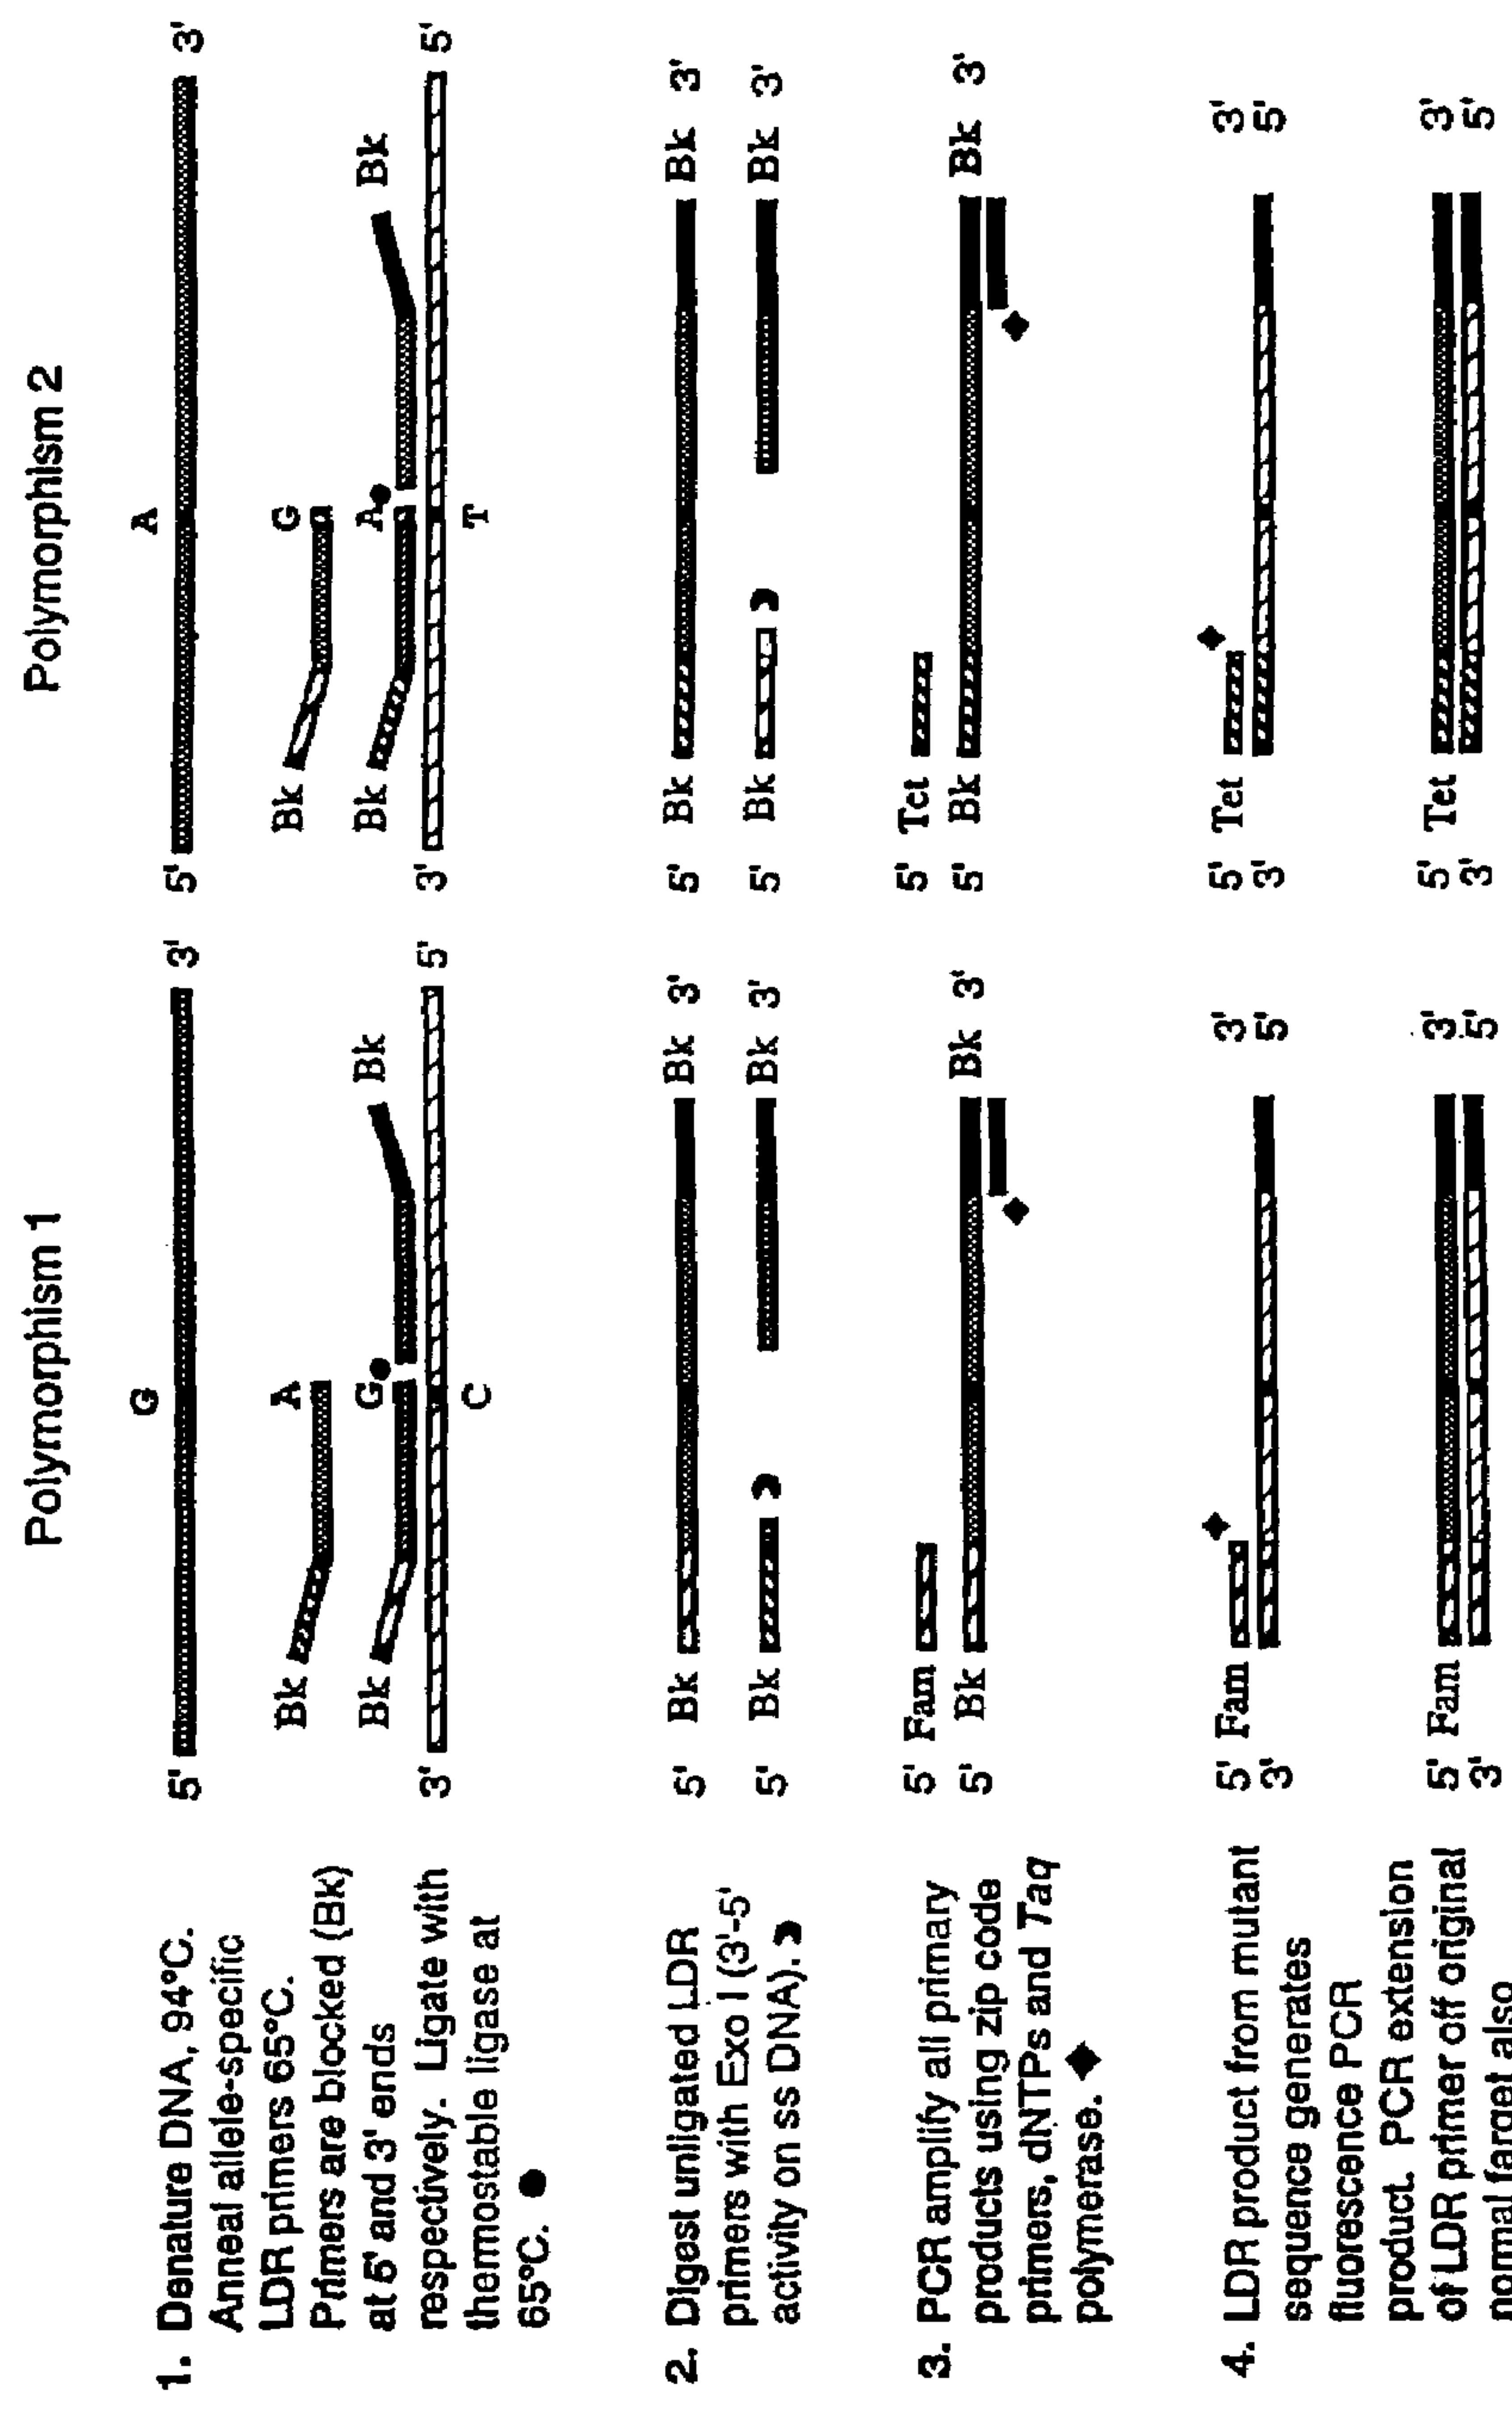 Polymorphism 1
Polymorphism 2
1. Denature DNA, 94°C.
Anneal allele-specific
LDR primers 65°C.
Primers are blocked (Bk)
at 5' and 3' ends
respectively. Ligate with
thermostable ligase at
65°C.
G
5' 3'
A
Bk
G
Bk Bk
3' 5'
C
A
5' 3'
G
Bk
A
Bk Bk
3' 5'
T
2. Digest unligated LDR
primers with Exo I (3'-5'
activity on ss DNA).
5' Bk Bk 3'
5' Bk Bk 3'
5' Bk Bk 3'
5' Bk Bk 3'
3. PCR amplify all primary
products using zip code
primers, dNTPs and Taq
polymerase.
5' Fam
5' Bk Bk 3'
5' Tet
5' Bk Bk 3'
4. LDR product from mutant
sequence generates
fluorescence PCR
product. PCR extension
of LDR primer off original
normal target also
5' Fam 3'
3' 5'
5' Tet 3'
3' 5'
5' Fam 3'
3' 5'
5' Tet 3'
3' 5'